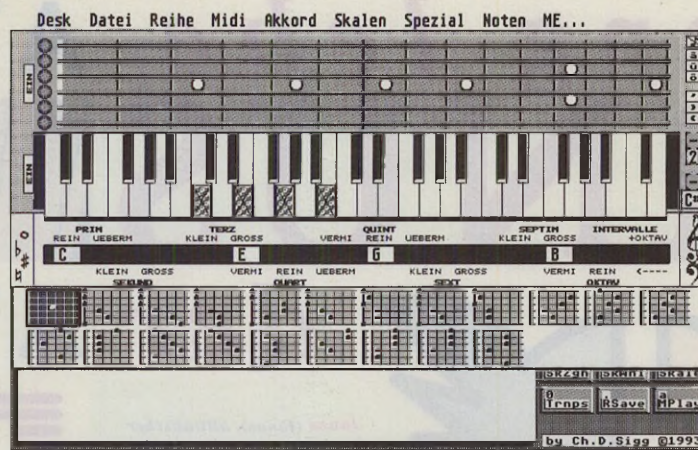 Desk Datei Reihe Midi Akkord Skalen Spezial Noten ME...
EIN
EIN
C#
PRIM TERZ QUINT SEPTIM INTERVALLE
REIN UEBERM KLEIN GROSS VERMI REIN UEBERM KLEIN GROSS +OKTAV
C E G B
KLEIN GROSS VERMI REIN UEBERM KLEIN GROSS VERMI REIN <----
SEKUND QUART SEXT OKTAV
Trnps RSave MPlay
by Ch.D.Sigg ©1993